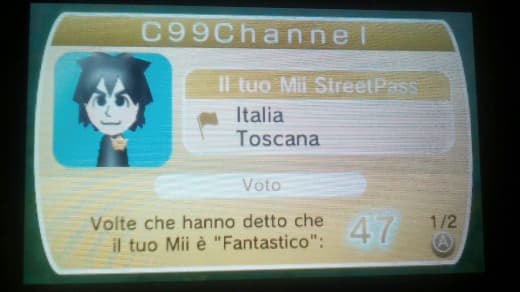 C99Channel
Il tuo Mii StreetPass
Italia
Toscana
Voto
Volte che hanno detto che
il tuo Mii è "Fantastico":
47
1/2
A